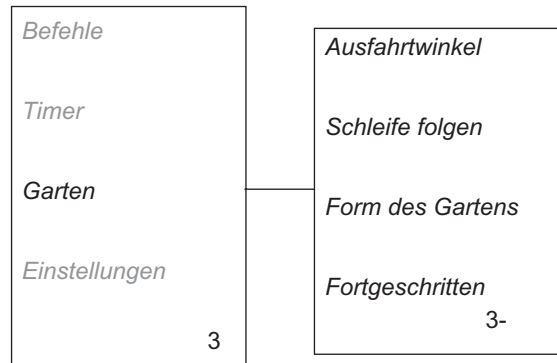 Befehle
Timer
Garten
Einstellungen
3
Ausfahrtwinkel
Schleife folgen
Form des Gartens
Fortgeschritten
3-